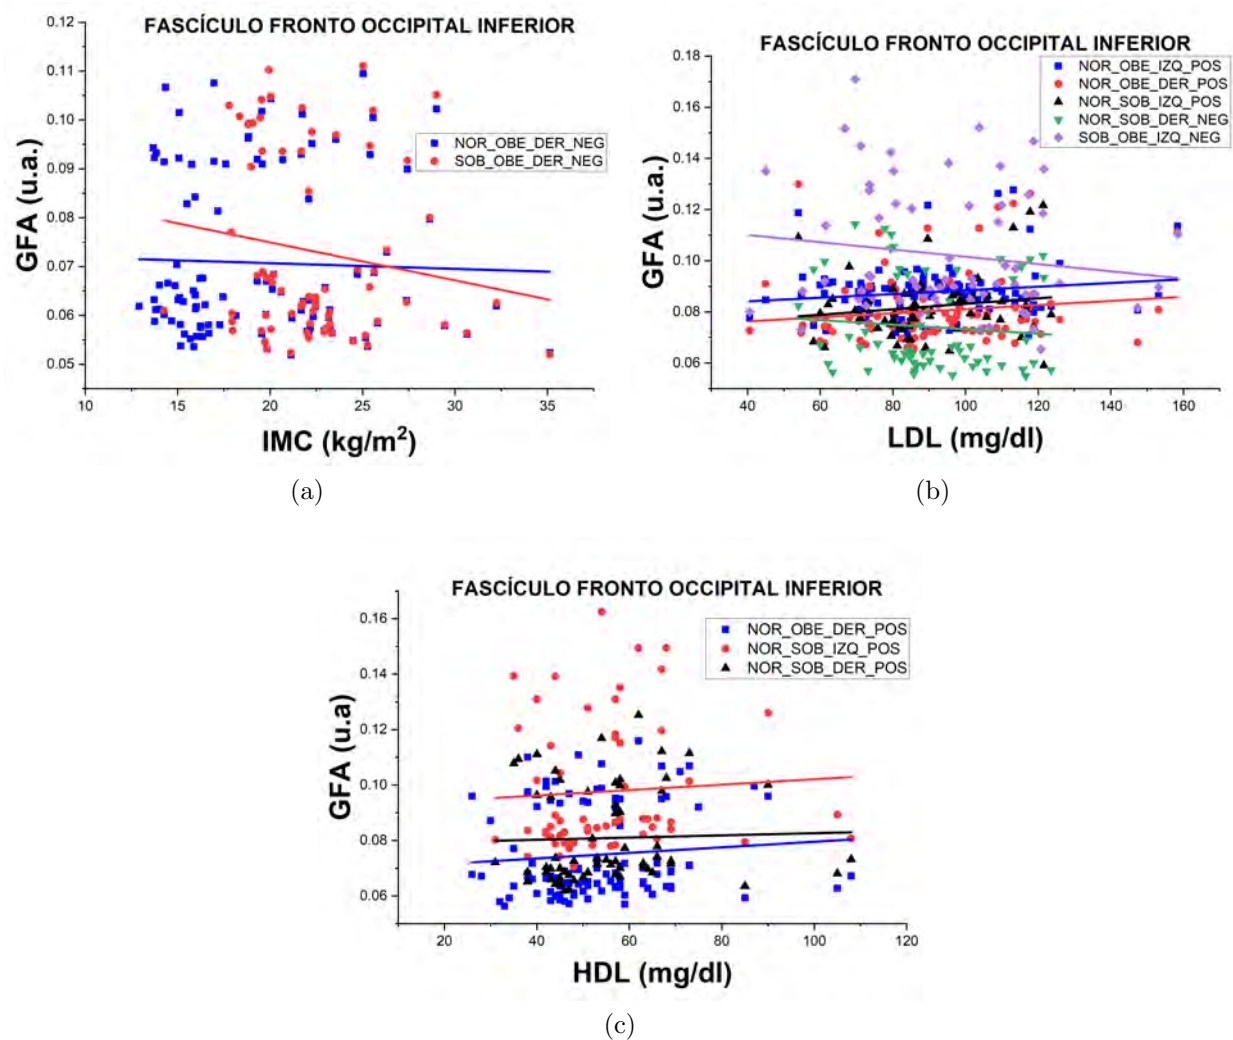 FASCÍCULO FRONTO OCCIPITAL INFERIOR
0.12
0.11
0.10
0.09
0.08
0.07
0.06
0.05
GFA (u.a.)
NOR_OBE_DER_NEG
SOB_OBE_DER_NEG
10
15
20
25
30
35
IMC (kg/m²)
(a)
FASCÍCULO FRONTO OCCIPITAL INFERIOR
0.18
0.16
0.14
0.12
0.10
0.08
0.06
GFA (u.a.)
NOR_OBE_IZQ_POS
NOR_OBE_DER_POS
NOR_SOB_IZQ_POS
NOR_SOB_DER_NEG
SOB_OBE_IZQ_NEG
40
60
80
100
120
140
160
LDL (mg/dl)
(b)
FASCÍCULO FRONTO OCCIPITAL INFERIOR
0.16
0.14
0.12
0.10
0.08
0.06
GFA (u.a)
NOR_OBE_DER_POS
NOR_SOB_IZQ_POS
NOR_SOB_DER_POS
20
40
60
80
100
120
HDL (mg/dl)
(c)